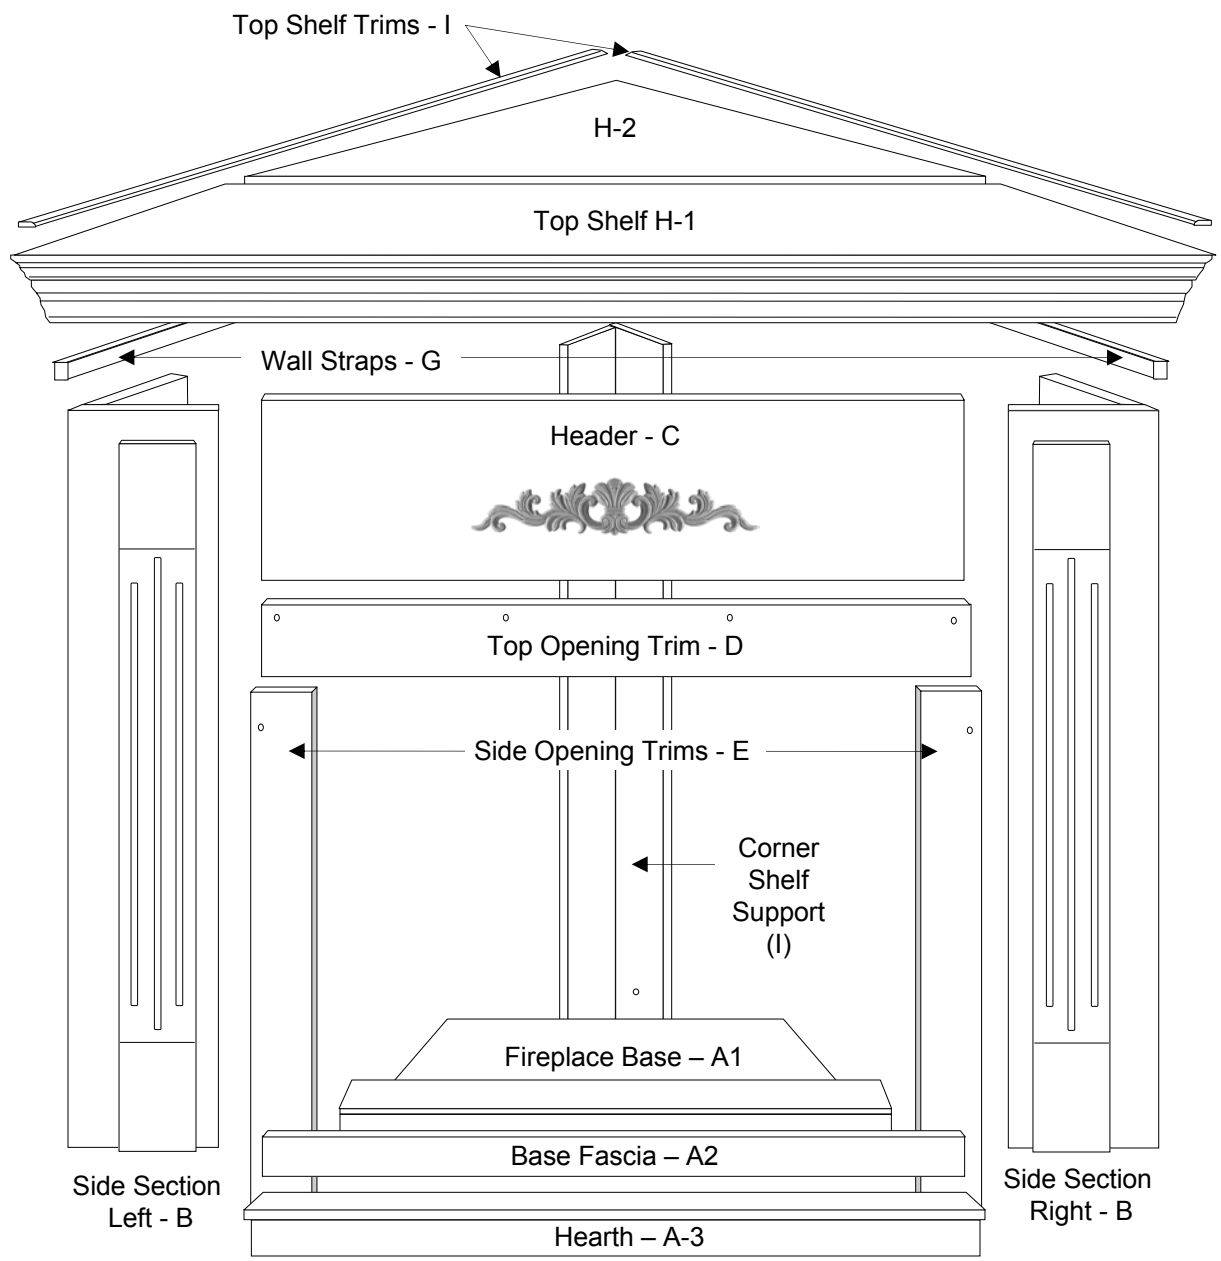 Top Shelf Trims - I
H-2
Top Shelf H-1
Wall Straps - G
Header - C
Top Opening Trim - D
Side Opening Trims - E
Corner
Shelf
Support
(I)
Fireplace Base – A1
Base Fascia – A2
Side Section
Left - B
Side Section
Right - B
Hearth – A-3